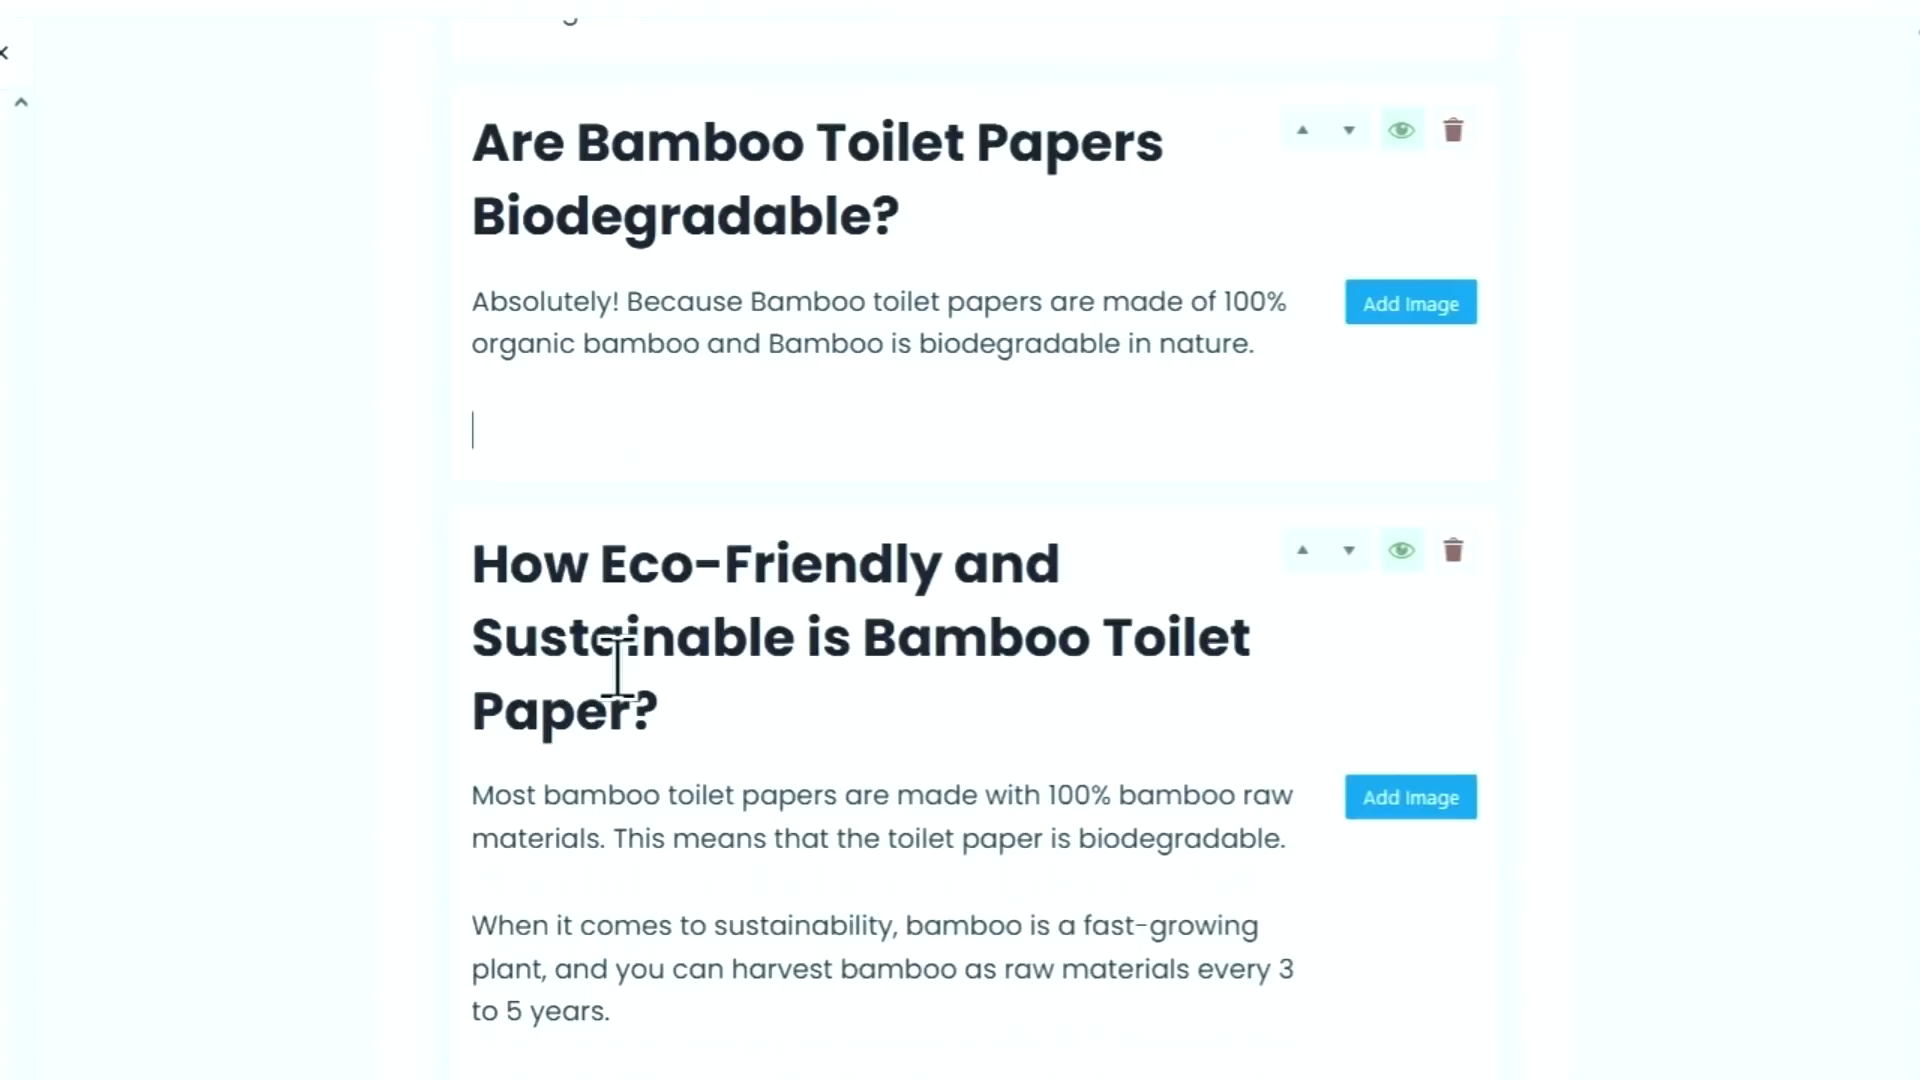 Are Bamboo Toilet Papers
Biodegradable?
Absolutely! Because Bamboo toilet papers are made of 100%
organic bamboo and Bamboo is biodegradable in nature.
Add Image
How Eco-Friendly and
Sustainable is Bamboo Toilet
Paper?
Most bamboo toilet papers are made with 100% bamboo raw
materials. This means that the toilet paper is biodegradable.
Add Image
When it comes to sustainability, bamboo is a fast-growing
plant, and you can harvest bamboo as raw materials every 3
to 5 years.